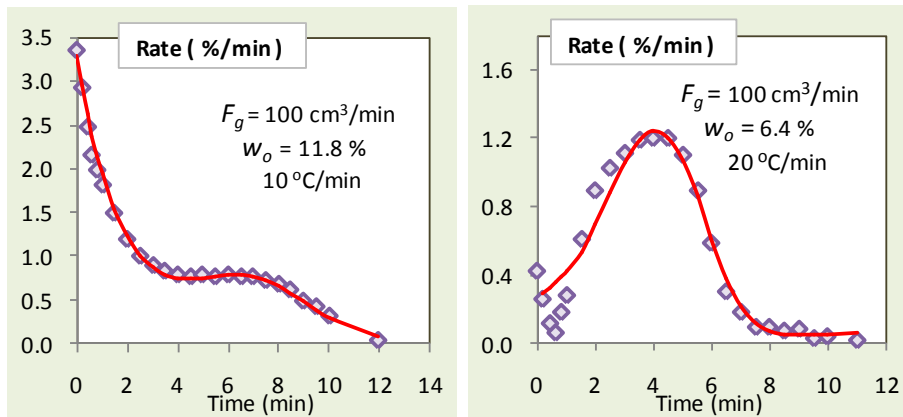 Rate ( %/min)
F_g = 100 cm³/min
w_o = 11.8 %
10 ºC/min
3.5
3.0
2.5
2.0
1.5
1.0
0.5
0.0
0 2 4 6 8 10 12 14
Time (min)
Rate ( %/min)
F_g = 100 cm³/min
w_o = 6.4 %
20 ºC/min
1.6
1.2
0.8
0.4
0.0
0 2 4 6 8 10 12
Time (min)